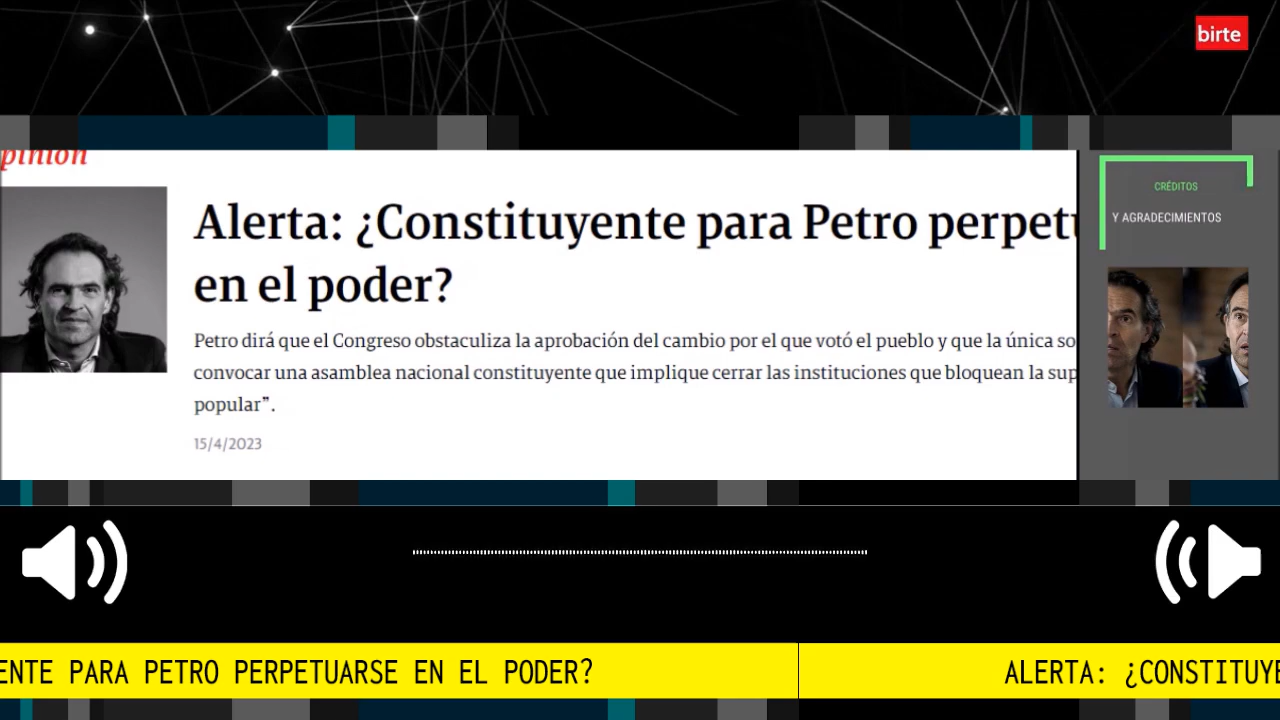 birte
pinión
Alerta: ¿Constituyente para Petro perpetu
en el poder?
Petro dirá que el Congreso obstaculiza la aprobación del cambio por el que votó el pueblo y que la única so
convocar una asamblea nacional constituyente que implique cerrar las instituciones que bloquean la sup
popular”.
15/4/2023
CRÉDITOS
Y AGRADECIMIENTOS
ENTE PARA PETRO PERPETUARSE EN EL PODER?
ALERTA: ¿CONSTITUYE